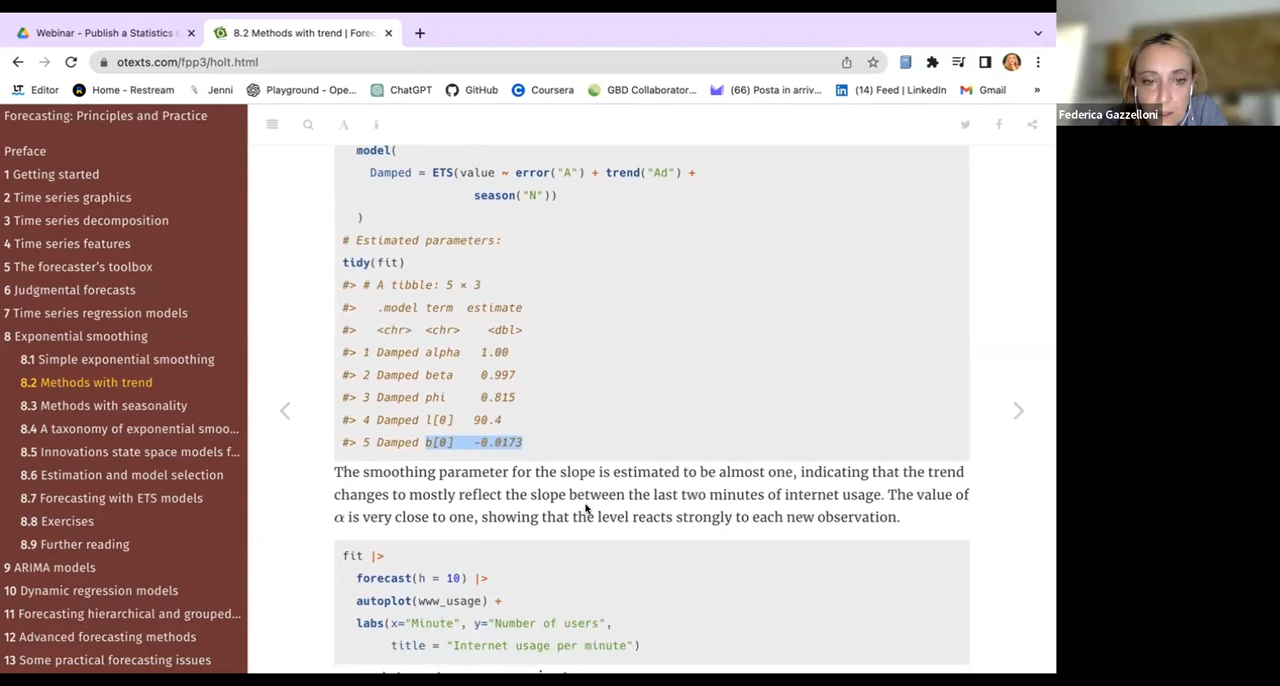 Webinar - Publish a Statistics
8.2 Methods with trend | Forec
otexts.com/fpp3/holt.html
Editor
Home - Restream
Jenni
Playground - Ope...
ChatGPT
GitHub
Coursera
GBD Collaborator...
(66) Posta in arriv...
(14) Feed | LinkedIn
Gmail
»
Federica Gazzelloni
Forecasting: Principles and Practice
Preface
1 Getting started
2 Time series graphics
3 Time series decomposition
4 Time series features
5 The forecaster's toolbox
6 Judgmental forecasts
7 Time series regression models
8 Exponential smoothing
8.1 Simple exponential smoothing
8.2 Methods with trend
8.3 Methods with seasonality
8.4 A taxonomy of exponential smoo...
8.5 Innovations state space models f...
8.6 Estimation and model selection
8.7 Forecasting with ETS models
8.8 Exercises
8.9 Further reading
9 ARIMA models
10 Dynamic regression models
11 Forecasting hierarchical and grouped...
12 Advanced forecasting methods
13 Some practical forecasting issues
model(
Damped = ETS(value ~ error("A") + trend("Ad") +
season("N"))
)
# Estimated parameters:
tidy(fit)
#> # A tibble: 5 × 3
#> .model term estimate
#> <chr> <chr> <dbl>
#> 1 Damped alpha 1.00
#> 2 Damped beta 0.997
#> 3 Damped phi 0.815
#> 4 Damped l[0] 90.4
#> 5 Damped b[0] -0.0173
The smoothing parameter for the slope is estimated to be almost one, indicating that the trend
changes to mostly reflect the slope between the last two minutes of internet usage. The value of
α is very close to one, showing that the level reacts strongly to each new observation.
fit |>
forecast(h = 10) |>
autoplot(www_usage) +
labs(x="Minute", y="Number of users",
title = "Internet usage per minute")